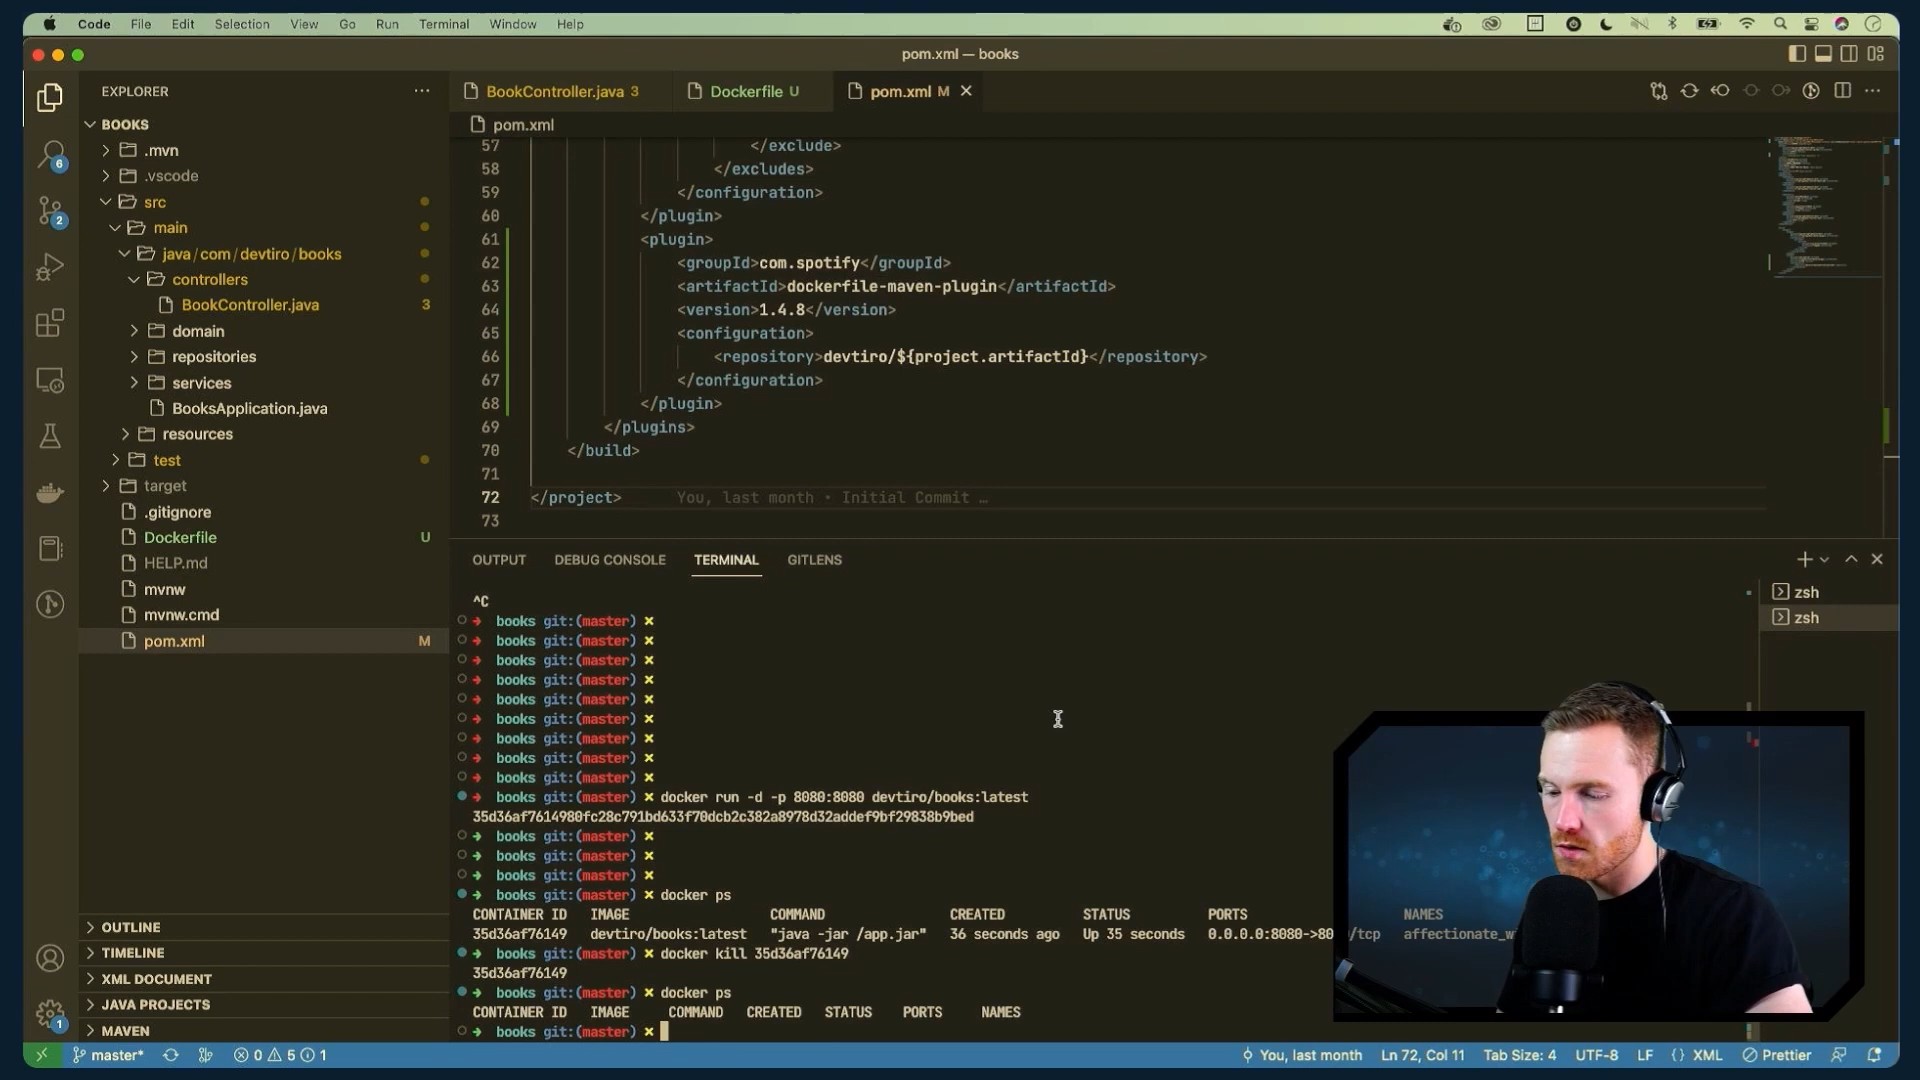 Code File Edit Selection View Go Run Terminal Window Help
pom.xml — books
EXPLORER
BOOKS
.mvn
.vscode
src
main
java/com/devtiro/books
controllers
BookController.java 3
domain
repositories
services
BooksApplication.java
resources
test
target
.gitignore
Dockerfile U
HELP.md
mvnw
mvnw.cmd
pom.xml M
OUTLINE
TIMELINE
XML DOCUMENT
JAVA PROJECTS
MAVEN
6
2
1
BookController.java 3 Dockerfile U pom.xml M
pom.xml
57 </exclude>
58 </excludes>
59 </configuration>
60 </plugin>
61 <plugin>
62 <groupId>com.spotify</groupId>
63 <artifactId>dockerfile-maven-plugin</artifactId>
64 <version>1.4.8</version>
65 <configuration>
66 <repository>devtiro/${project.artifactId}</repository>
67 </configuration>
68 </plugin>
69 </plugins>
70 </build>
71
72 </project> You, last month • Initial Commit …
73
OUTPUT DEBUG CONSOLE TERMINAL GITLENS
zsh
zsh
^C
books git:(master) ×
books git:(master) ×
books git:(master) ×
books git:(master) ×
books git:(master) ×
books git:(master) ×
books git:(master) ×
books git:(master) ×
books git:(master) ×
books git:(master) × docker run -d -p 8080:8080 devtiro/books:latest
35d36af7614980fc28c791bd633f70dcb2c382a8978d32addef9bf29838b9bed
books git:(master) ×
books git:(master) ×
books git:(master) ×
books git:(master) × docker ps
CONTAINER ID IMAGE COMMAND CREATED STATUS PORTS NAMES
35d36af76149 devtiro/books:latest "java -jar /app.jar" 36 seconds ago Up 35 seconds 0.0.0.0:8080->80 /tcp affectionate_w
books git:(master) × docker kill 35d36af76149
35d36af76149
books git:(master) × docker ps
CONTAINER ID IMAGE COMMAND CREATED STATUS PORTS NAMES
books git:(master) ×
master* 0 5 1 You, last month Ln 72, Col 11 Tab Size: 4 UTF-8 LF {} XML Prettier